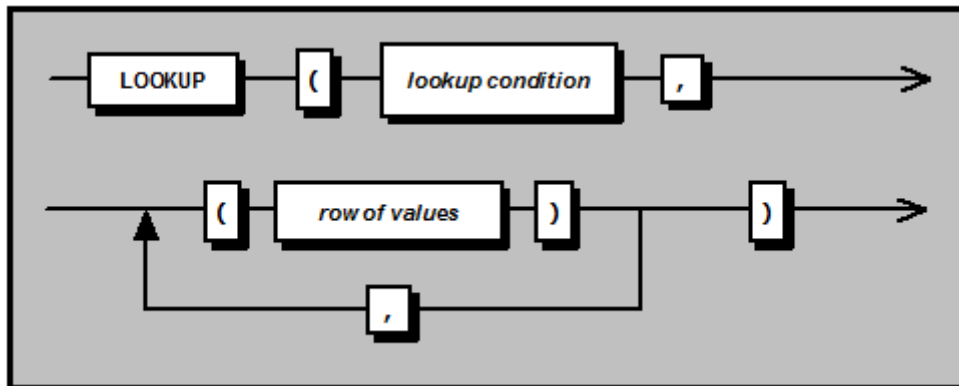 LOOKUP ( lookup condition ,
( row of values ) )
,